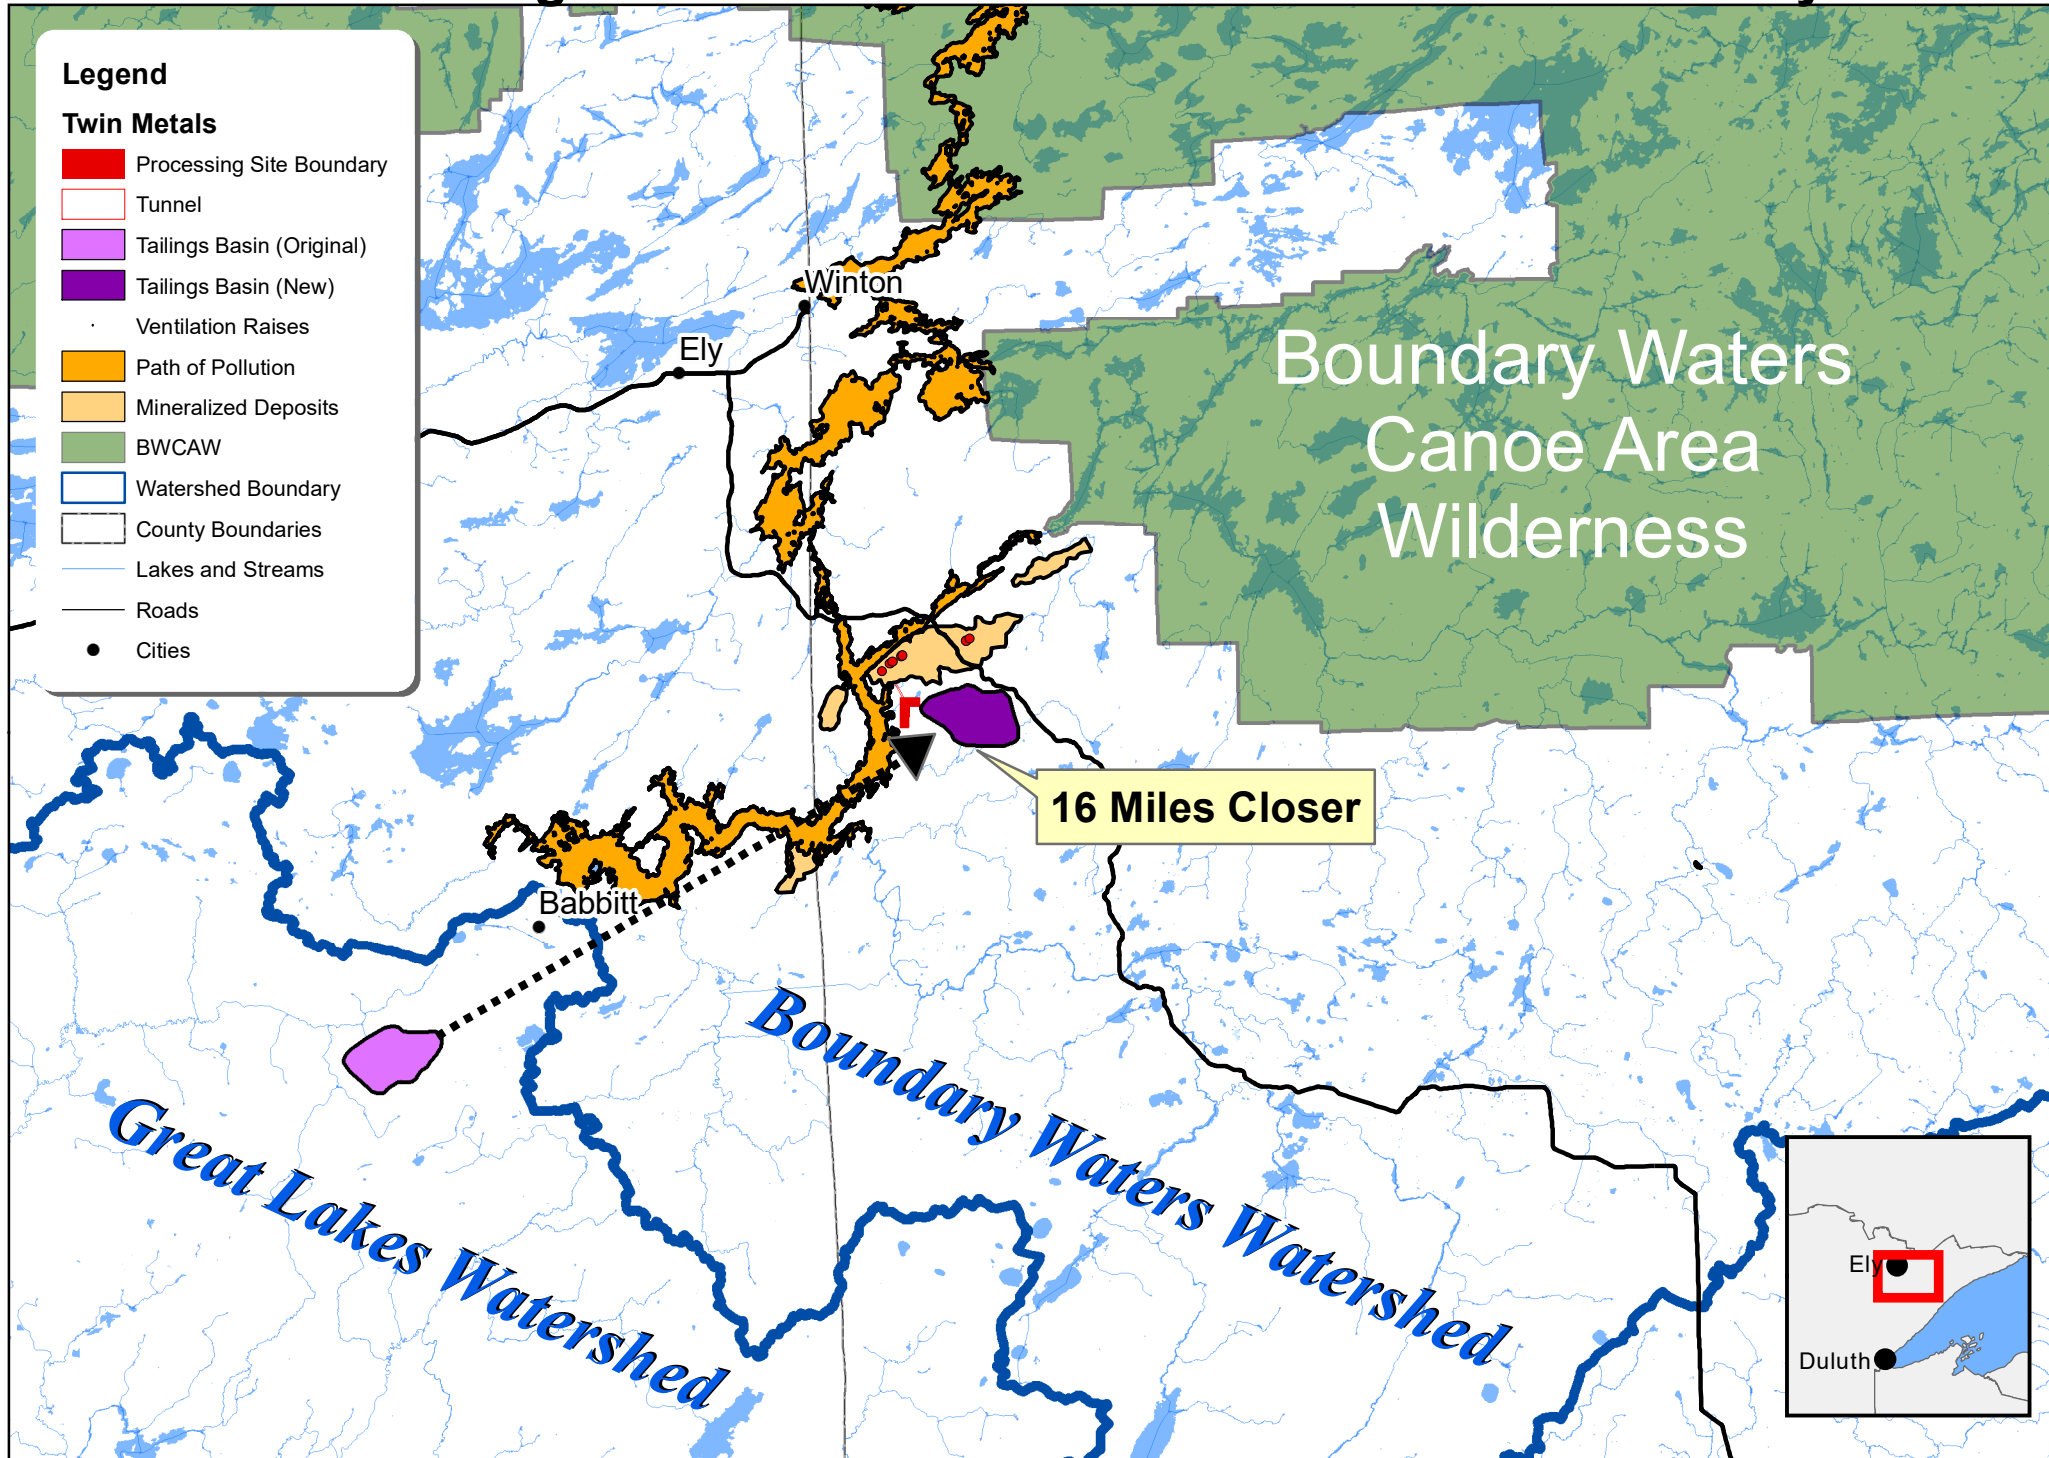 Legend
Twin Metals
Processing Site Boundary
Tunnel
Tailings Basin (Original)
Tailings Basin (New)
Ventilation Raises
Path of Pollution
Mineralized Deposits
BWCAW
Watershed Boundary
County Boundaries
Lakes and Streams
Roads
Cities
Winton
Ely
Boundary Waters
Canoe Area
Wilderness
16 Miles Closer
Babbitt
Boundary Waters Watershed
Great Lakes Watershed
Ely
Duluth